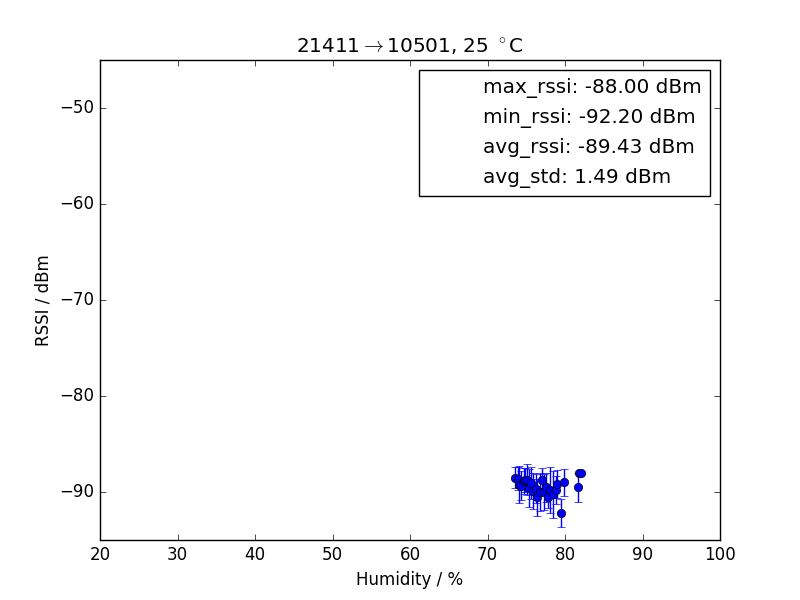 21411→10501, 25 °C
max_rssi: -88.00 dBm
min_rssi: -92.20 dBm
avg_rssi: -89.43 dBm
avg_std: 1.49 dBm
RSSI / dBm
−50
−60
−70
−80
−90
20 30 40 50 60 70 80 90 100
Humidity / %